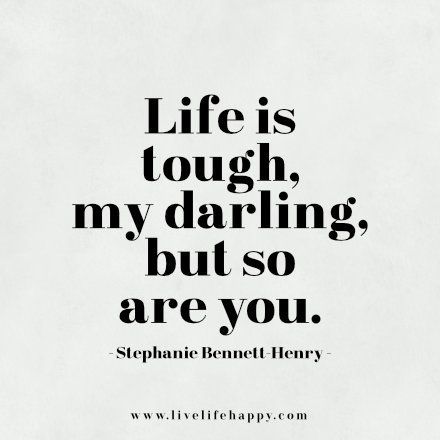 Life is
tough,
my darling,
but so
are you.
- Stephanie Bennett-Henry -
www.livelifehappy.com